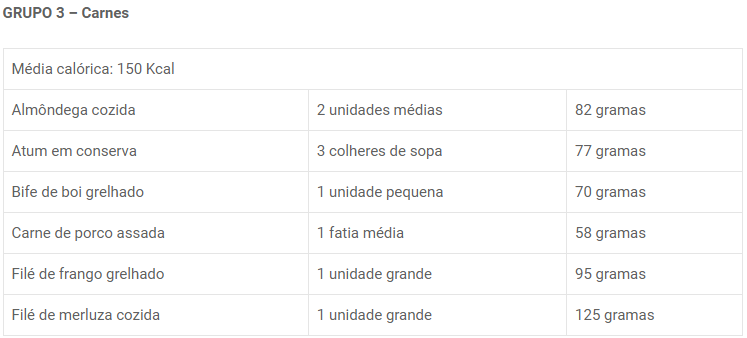 GRUPO 3 – Carnes
Média calórica: 150 Kcal
Almôndega cozida 2 unidades médias 82 gramas
Atum em conserva 3 colheres de sopa 77 gramas
Bife de boi grelhado 1 unidade pequena 70 gramas
Carne de porco assada 1 fatia média 58 gramas
Filé de frango grelhado 1 unidade grande 95 gramas
Filé de merluza cozida 1 unidade grande 125 gramas